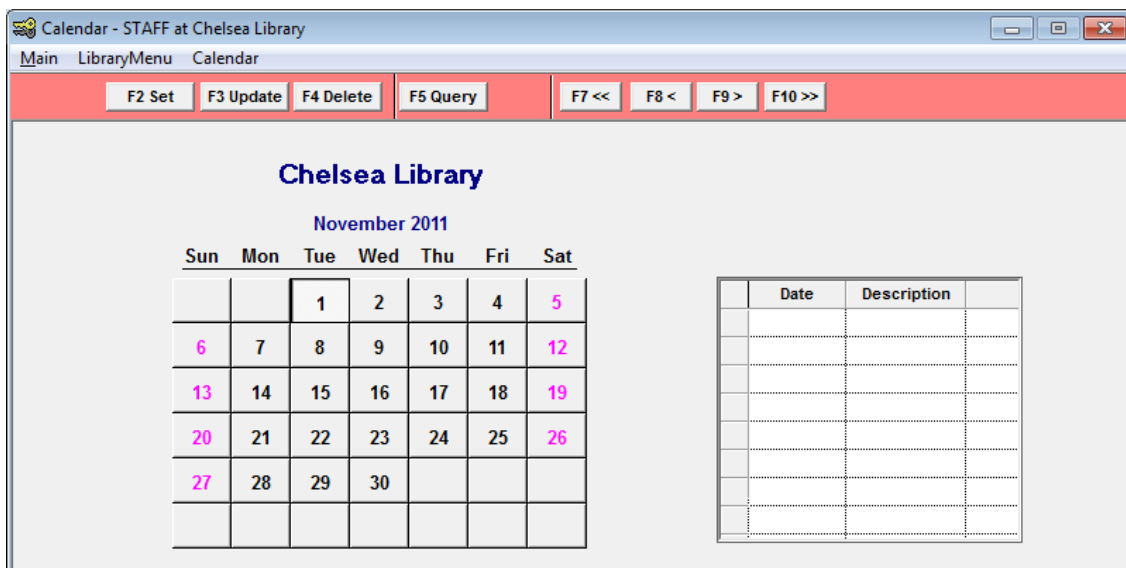 Calendar - STAFF at Chelsea Library
Main LibraryMenu Calendar
F2 Set F3 Update F4 Delete F5 Query F7 << F8 < F9 > F10 >>
Chelsea Library
November 2011
Sun Mon Tue Wed Thu Fri Sat
1 2 3 4 5
6 7 8 9 10 11 12
13 14 15 16 17 18 19
20 21 22 23 24 25 26
27 28 29 30
Date Description